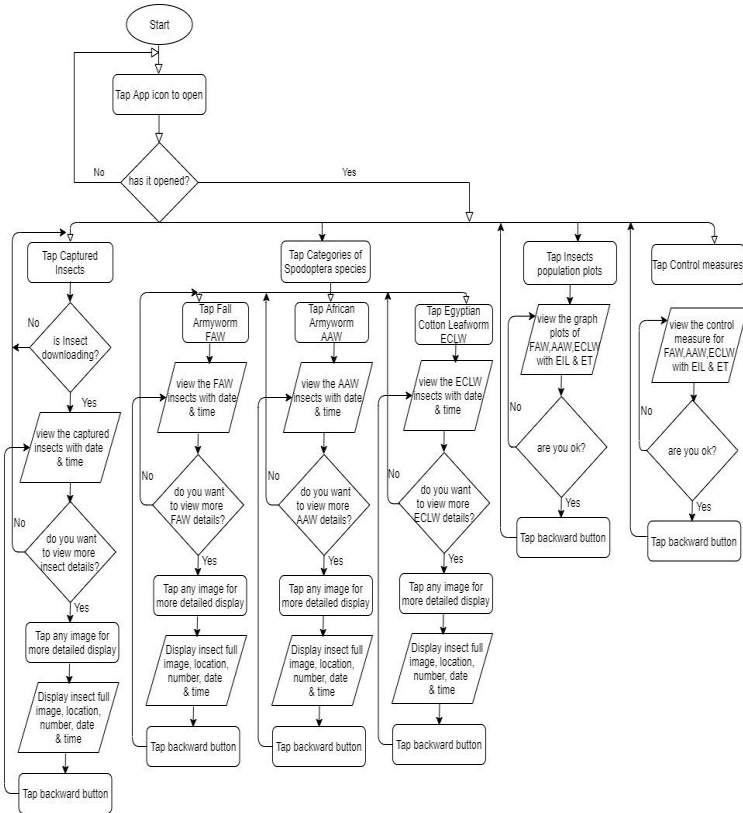 Start
Tap App icon to open
has it opened?
No
Yes
Tap Captured
Insects
No
is Insect
downloading?
Yes
view the captured
insects with date
& time
No
do you want
to view more
insect details?
Yes
Tap any image for
more detailed display
Display insect full
image, location,
number, date
& time
Tap backward button
Tap Categories of
Spodoptera species
Tap Fall
Armyworm
FAW
view the FAW
insects with date
& time
No
do you want
to view more
FAW details?
Yes
Tap any image for
more detailed display
Display insect full
image, location,
number, date
& time
Tap backward button
Tap African
Armyworm
AAW
view the AAW
insects with date
& time
No
do you want
to view more
AAW details?
Yes
Tap any image for
more detailed display
Display insect full
image, location,
number, date
& time
Tap backward button
Tap Egyptian
Cotton Leafworm
ECLW
view the ECLW
insects with date
& time
No
do you want
to view more
ECLW details?
Yes
Tap any image for
more detailed display
Display insect full
image, location,
number, date
& time
Tap backward button
Tap Insects
population plots
view the graph
plots of
FAW,AAW,ECLW
with EIL & ET
No
are you ok?
Yes
Tap backward button
Tap Control measures
view the control
measure for
FAW,AAW,ECLW
with EIL & ET
No
are you ok?
Yes
Tap backward button